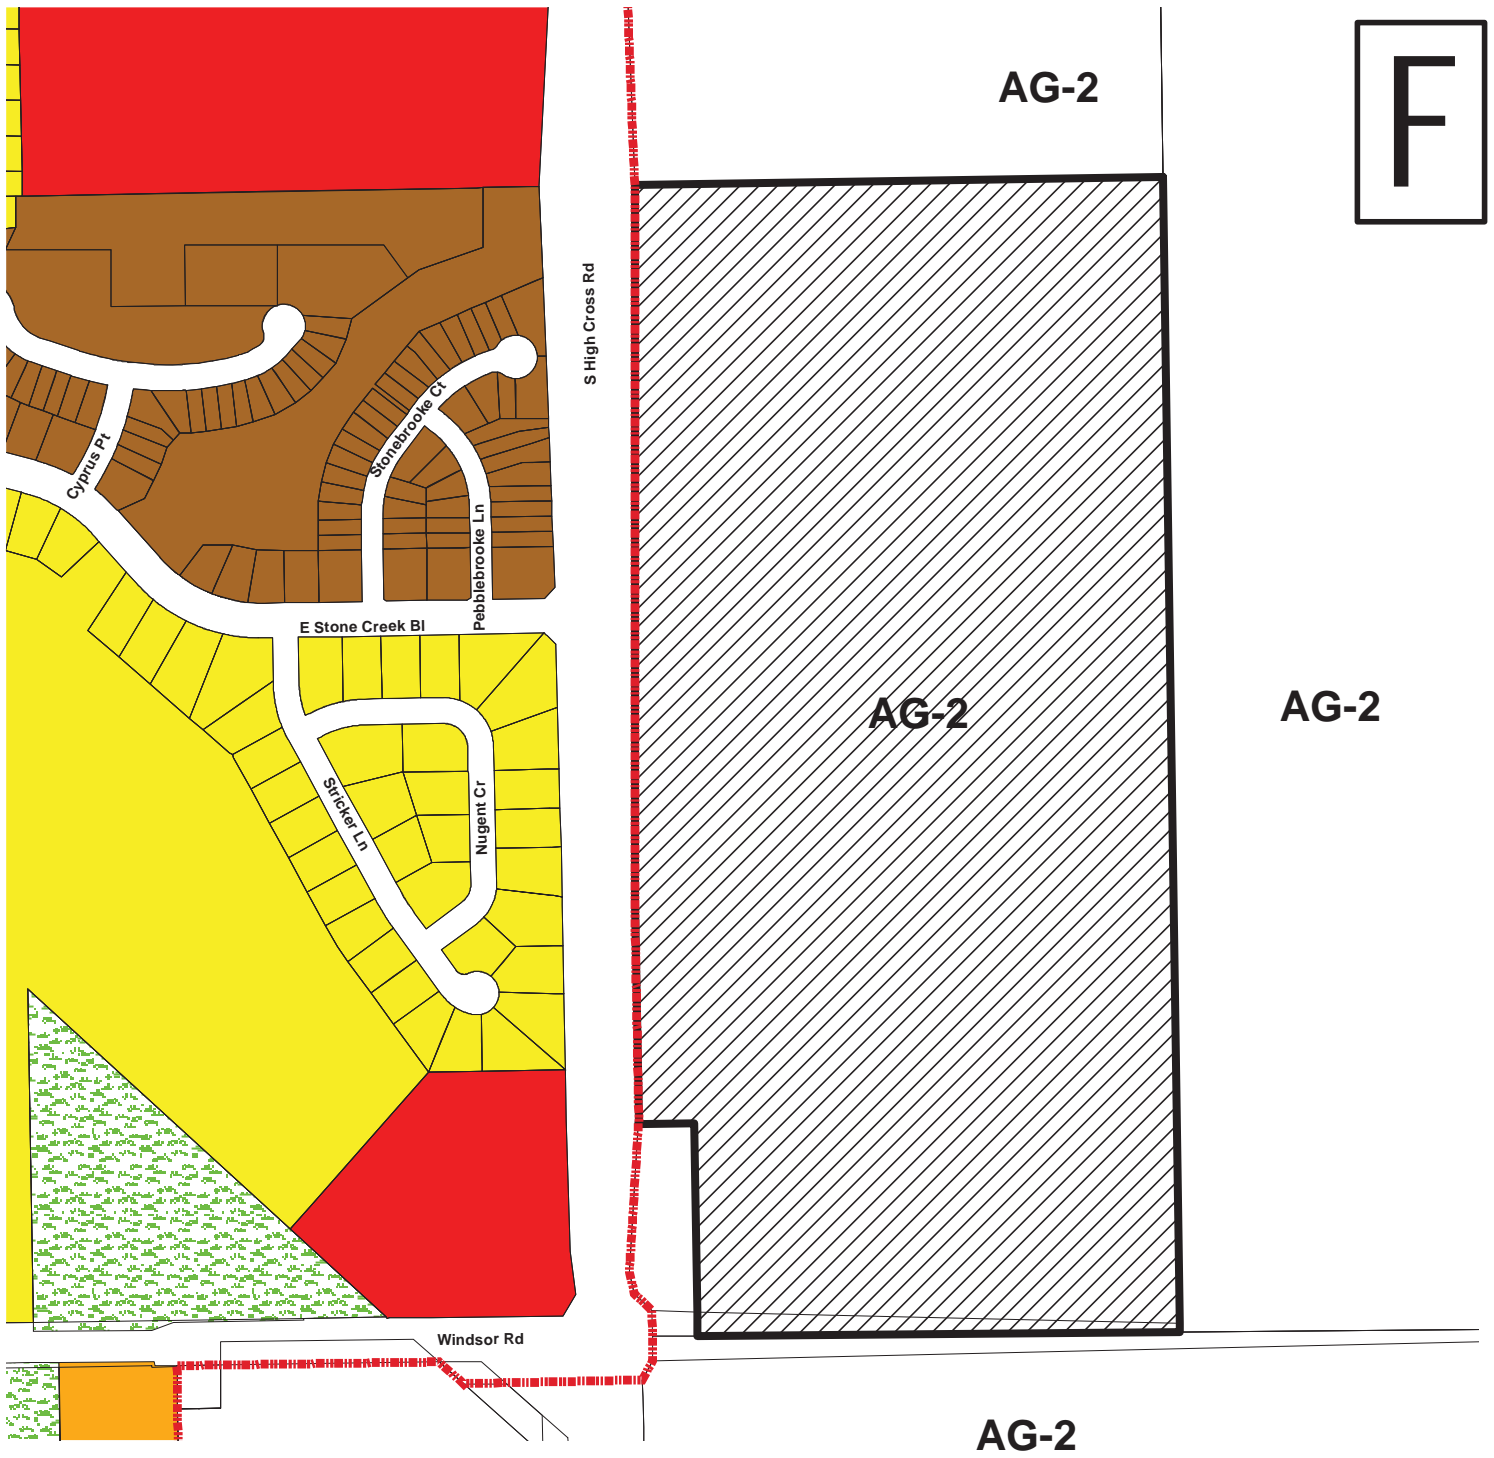 AG-2
F
S High Cross Rd
Stonebrooke Ct
Cyprus Pt
Pebblebrooke Ln
E Stone Creek Bl
AG-2
AG-2
Stricker Ln
Nugent Cr
Windsor Rd
AG-2